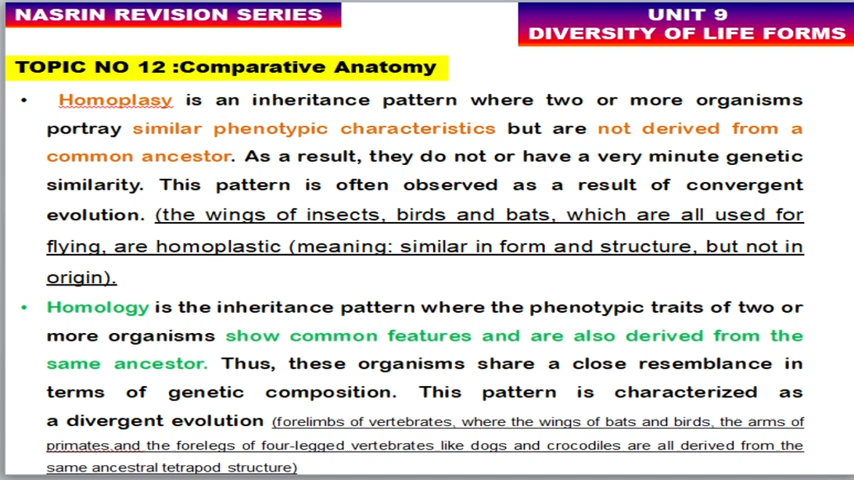 NASRIN REVISION SERIES
UNIT 9
DIVERSITY OF LIFE FORMS
TOPIC NO 12 :Comparative Anatomy
• Homoplasy is an inheritance pattern where two or more organisms
portray similar phenotypic characteristics but are not derived from a
common ancestor. As a result, they do not or have a very minute genetic
similarity. This pattern is often observed as a result of convergent
evolution. (the wings of insects, birds and bats, which are all used for
flying, are homoplastic (meaning: similar in form and structure, but not in
origin).
• Homology is the inheritance pattern where the phenotypic traits of two or
more organisms show common features and are also derived from the
same ancestor. Thus, these organisms share a close resemblance in
terms of genetic composition. This pattern is characterized as
a divergent evolution (forelimbs of vertebrates, where the wings of bats and birds, the arms of
primates,and the forelegs of four-legged vertebrates like dogs and crocodiles are all derived from the
same ancestral tetrapod structure)